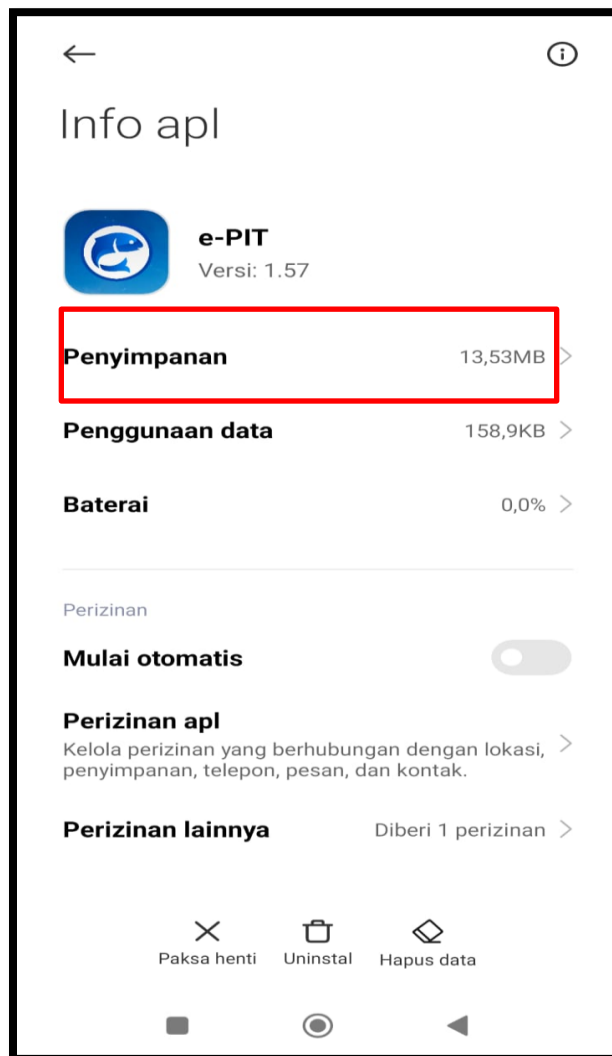 Info apl
e-PIT
Versi: 1.57
Penyimpanan 13,53MB
Penggunaan data 158,9KB
Baterai 0,0%
Perizinan
Mulai otomatis
Perizinan apl
Kelola perizinan yang berhubungan dengan lokasi,
penyimpanan, telepon, pesan, dan kontak.
Perizinan lainnya Diberi 1 perizinan
Paksa henti Uninstal Hapus data